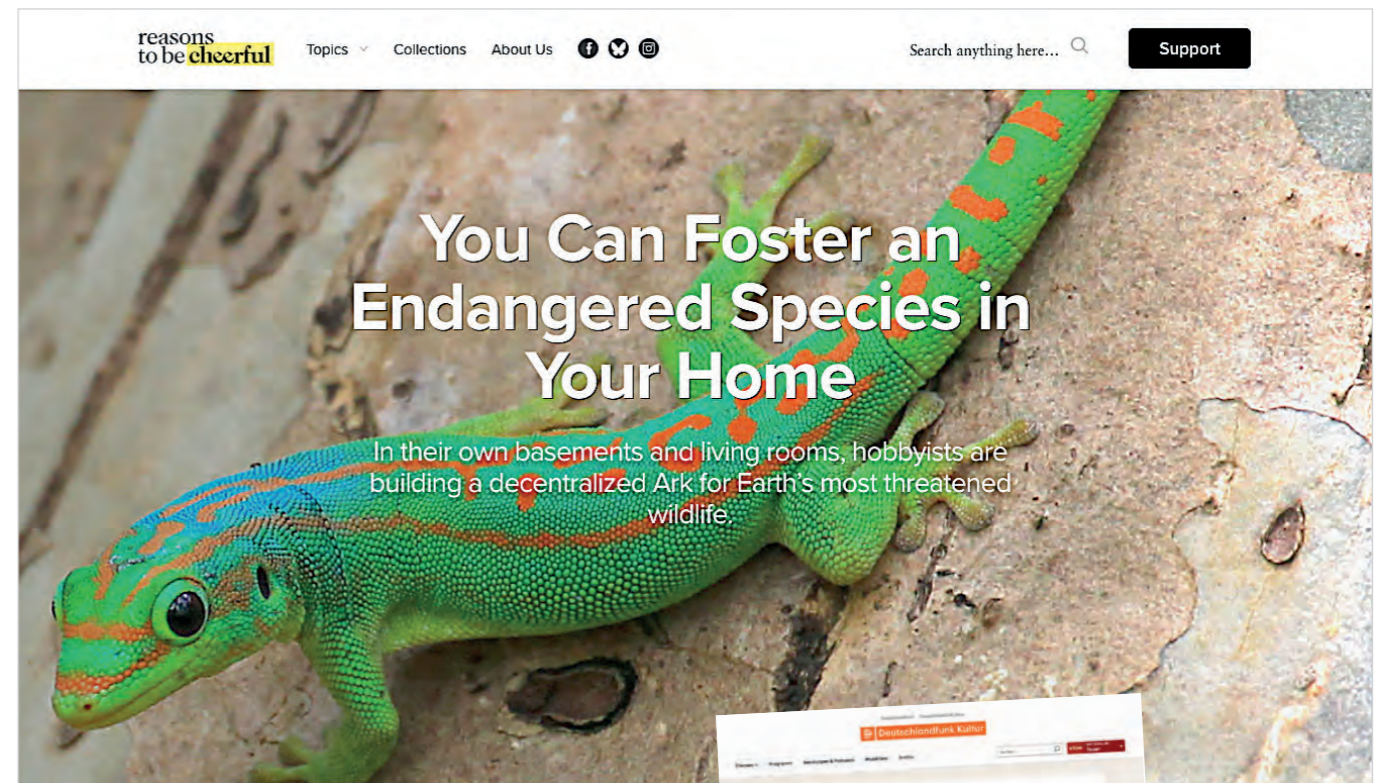 reasons
to be cheerful
Topics
Collections
About Us
Search anything here...
Support
You Can Foster an
Endangered Species in
Your Home
In their own basements and living rooms, hobbyists are
building a decentralized Ark for Earth's most threatened
wildlife.
Deutschlandfunk Kultur